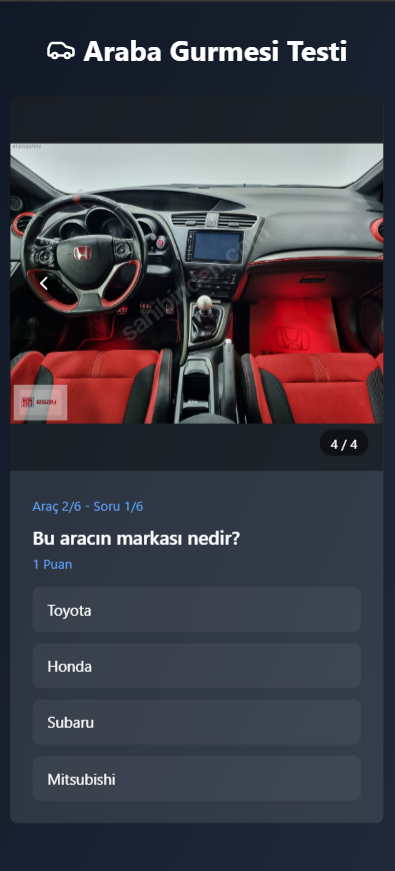 Araba Gurmesi Testi
sahibinden.com
4 / 4
Araç 2/6 - Soru 1/6
Bu aracın markası nedir?
1 Puan
Toyota
Honda
Subaru
Mitsubishi